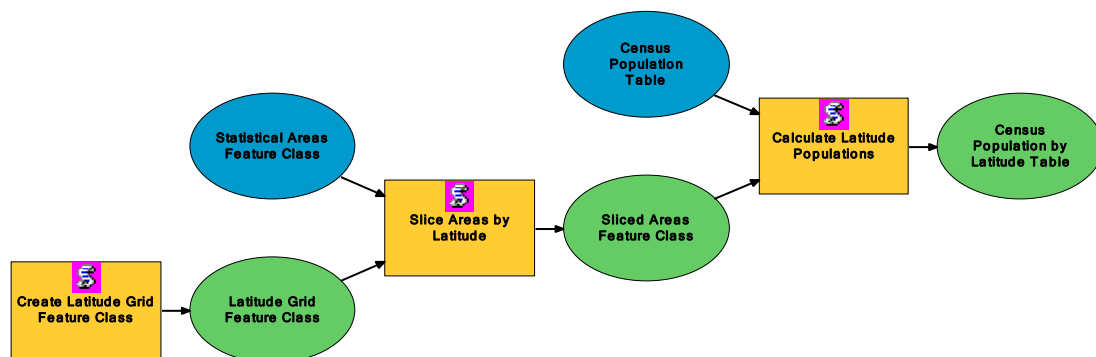 Census
Population
Table
Statistical Areas
Feature Class
Calculate Latitude
Populations
Census
Population by
Latitude Table
Slice Areas by
Latitude
Sliced Areas
Feature Class
Create Latitude Grid
Feature Class
Latitude Grid
Feature Class